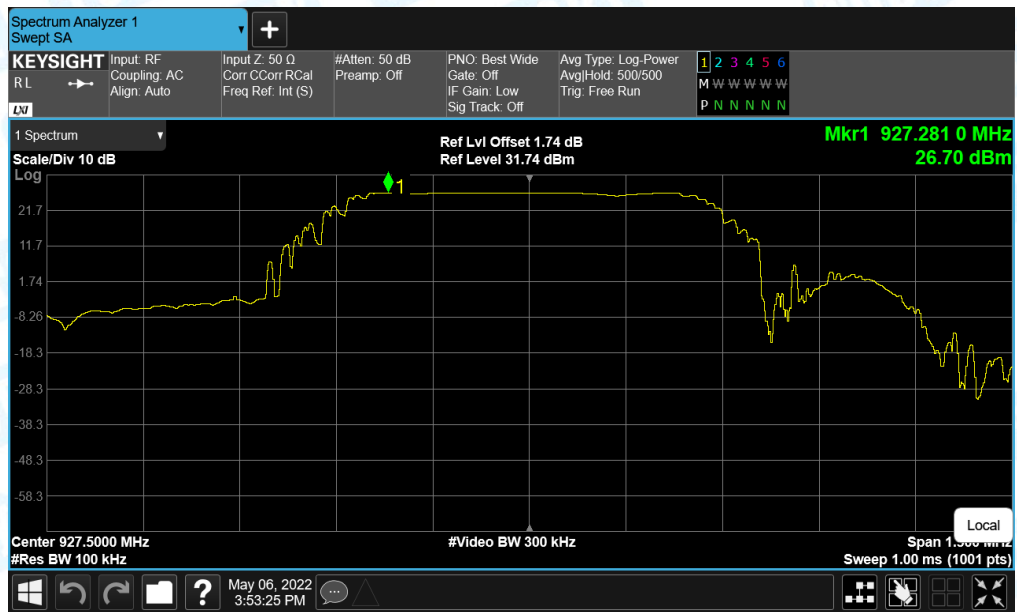 Spectrum Analyzer 1
Swept SA
+
KEYSIGHT
RL
LXI
Input: RF
Coupling: AC
Align: Auto
Input Z: 50 Ω
Corr CCorr RCal
Freq Ref: Int (S)
#Atten: 50 dB
Preamp: Off
PNO: Best Wide
Gate: Off
IF Gain: Low
Sig Track: Off
Avg Type: Log-Power
Avg|Hold: 500/500
Trig: Free Run
1 2 3 4 5 6
M W W W W W
P N N N N N
1 Spectrum
Scale/Div 10 dB
Ref Lvl Offset 1.74 dB
Ref Level 31.74 dBm
Mkr1 927.281 0 MHz
26.70 dBm
Log
1
21.7
11.7
1.74
-8.26
-18.3
-28.3
-38.3
-48.3
-58.3
Local
Center 927.5000 MHz
#Video BW 300 kHz
Span
#Res BW 100 kHz
Sweep 1.00 ms (1001 pts)
?
May 06, 2022
3:53:25 PM